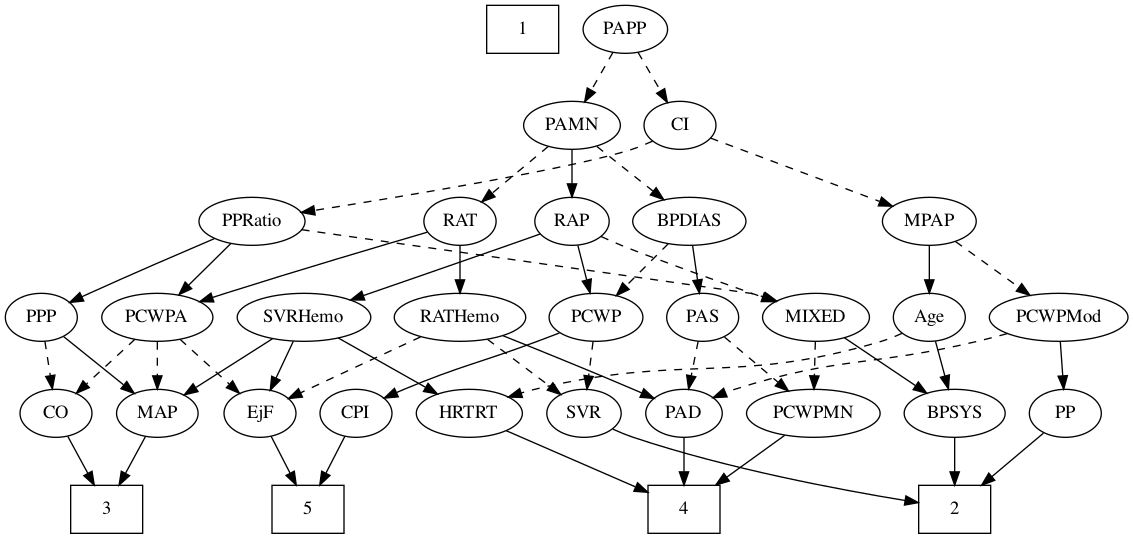 1
PAPP
PAMN
CI
PPRatio
RAT
RAP
BPDIAS
MPAP
PPP
PCWPA
SVRHemo
RATHemo
PCWP
PAS
MIXED
Age
PCWPMod
CO
MAP
EjF
CPI
HRTRT
SVR
PAD
PCWPMN
BPSYS
PP
3
5
4
2